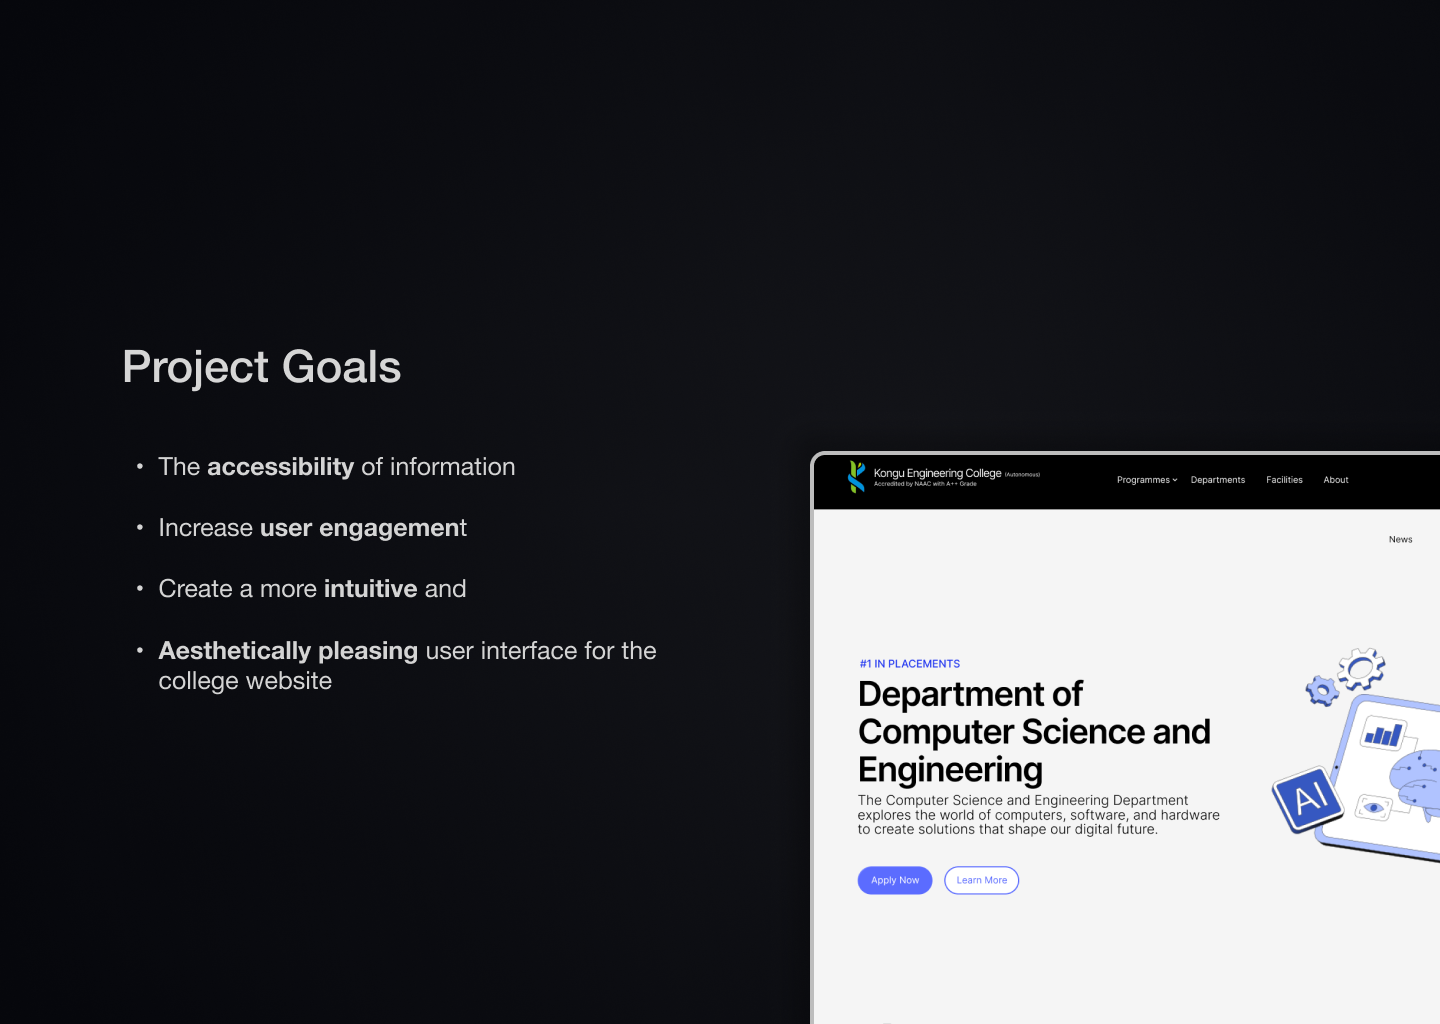 Project Goals
• The accessibility of information
• Increase user engagement
• Create a more intuitive and
• Aesthetically pleasing user interface for the
college website
Kongu Engineering College (Autonomous)
Accredited by NAAC with A++ Grade
Programmes Departments Facilities About
News
#1 IN PLACEMENTS
Department of
Computer Science and
Engineering
The Computer Science and Engineering Department
explores the world of computers, software, and hardware
to create solutions that shape our digital future.
AI
Apply Now Learn More